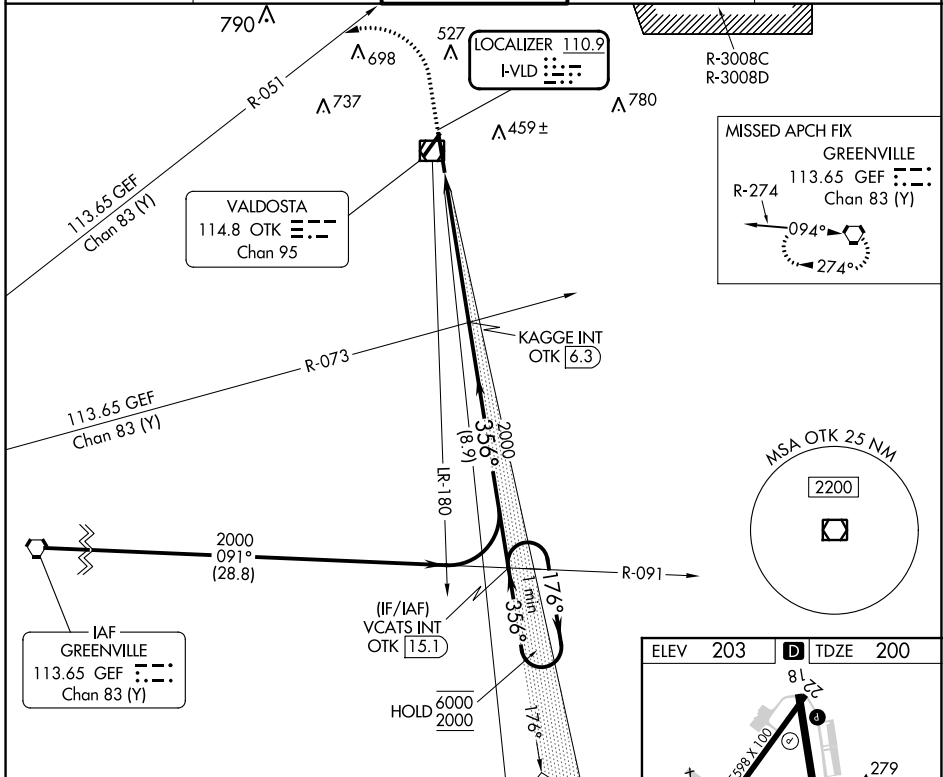 790
698
527
LOCALIZER 110.9
I-VLD
R-3008C
R-3008D
R-051
737
780
459 ±
MISSED APCH FIX
GREENVILLE
113.65 GEF
Chan 83 (Y)
R-274
094°
274°
113.65 GEF
Chan 83 (Y)
VALDOSTA
114.8 OTK
Chan 95
KAGGE INT
OTK 6.3
R-073
113.65 GEF
Chan 83 (Y)
2000
356°
(8.9)
LR-180
MSA OTK 25 NM
2200
2000
091°
(28.8)
R-091
(IF/IAF)
VCATS INT
OTK 15.1
176°
1 min
356°
IAF
GREENVILLE
113.65 GEF
Chan 83 (Y)
HOLD 6000
2000
176°
ELEV 203 D TDZE 200
18
22
P
P
598 X 100
279